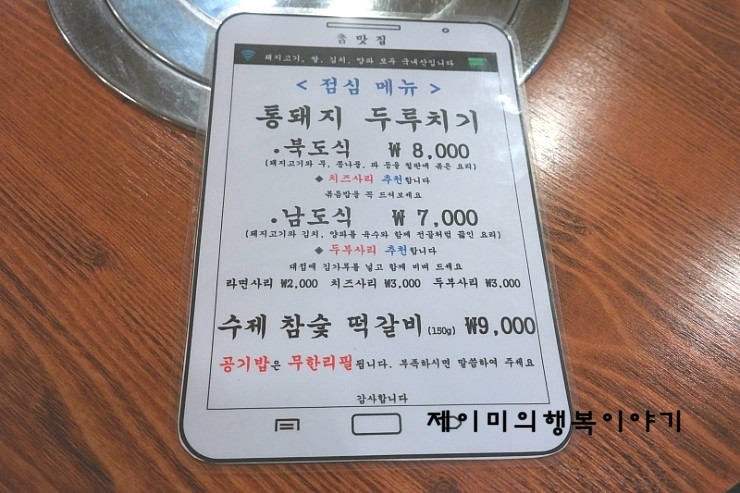 춤맛집
돼지고기, 쌀, 김치, 양파 모두 국내산입니다
< 점심 메뉴 >
통돼지 두루치기
•북도식 ₩ 8,000
(돼지고기와 무, 콩나물, 파 등을 철판에 볶은 요리)
◆ 치즈사리 추천합니다
볶음밥을 꼭 드셔보세요
•남도식 ₩ 7,000
(돼지고기와 김치, 양파를 육수와 함께 전골처럼 끓인 요리)
◆ 두부사리 추천합니다
대접에 김가루를 넣고 함께 비벼 드세요
라면사리 ₩2,000 치즈사리 ₩3,000 두부사리 ₩3,000
수제 참숯 떡갈비 (150g) ₩9,000
공기밥은 무한리필됩니다. 부족하시면 말씀하여 주세요
감사합니다
제이미의행복이야기